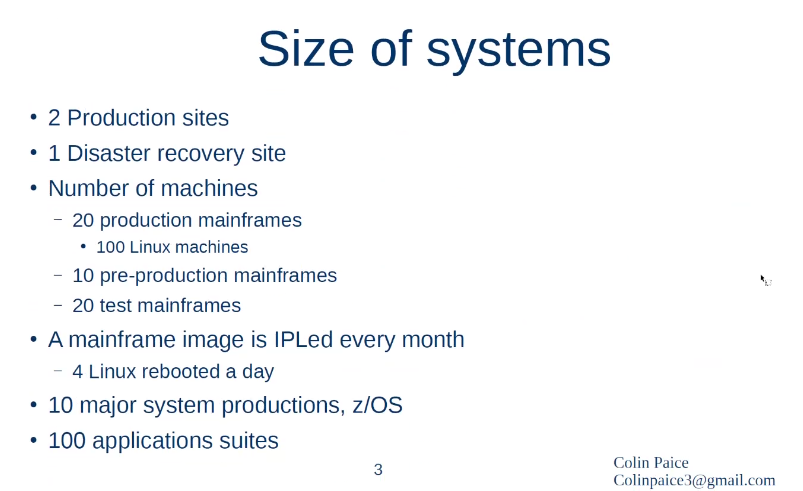 Size of systems
• 2 Production sites
• 1 Disaster recovery site
• Number of machines
– 20 production mainframes
• 100 Linux machines
– 10 pre-production mainframes
– 20 test mainframes
• A mainframe image is IPLed every month
– 4 Linux rebooted a day
• 10 major system productions, z/OS
• 100 applications suites
3
Colin Paice
Colinpaice3@gmail.com